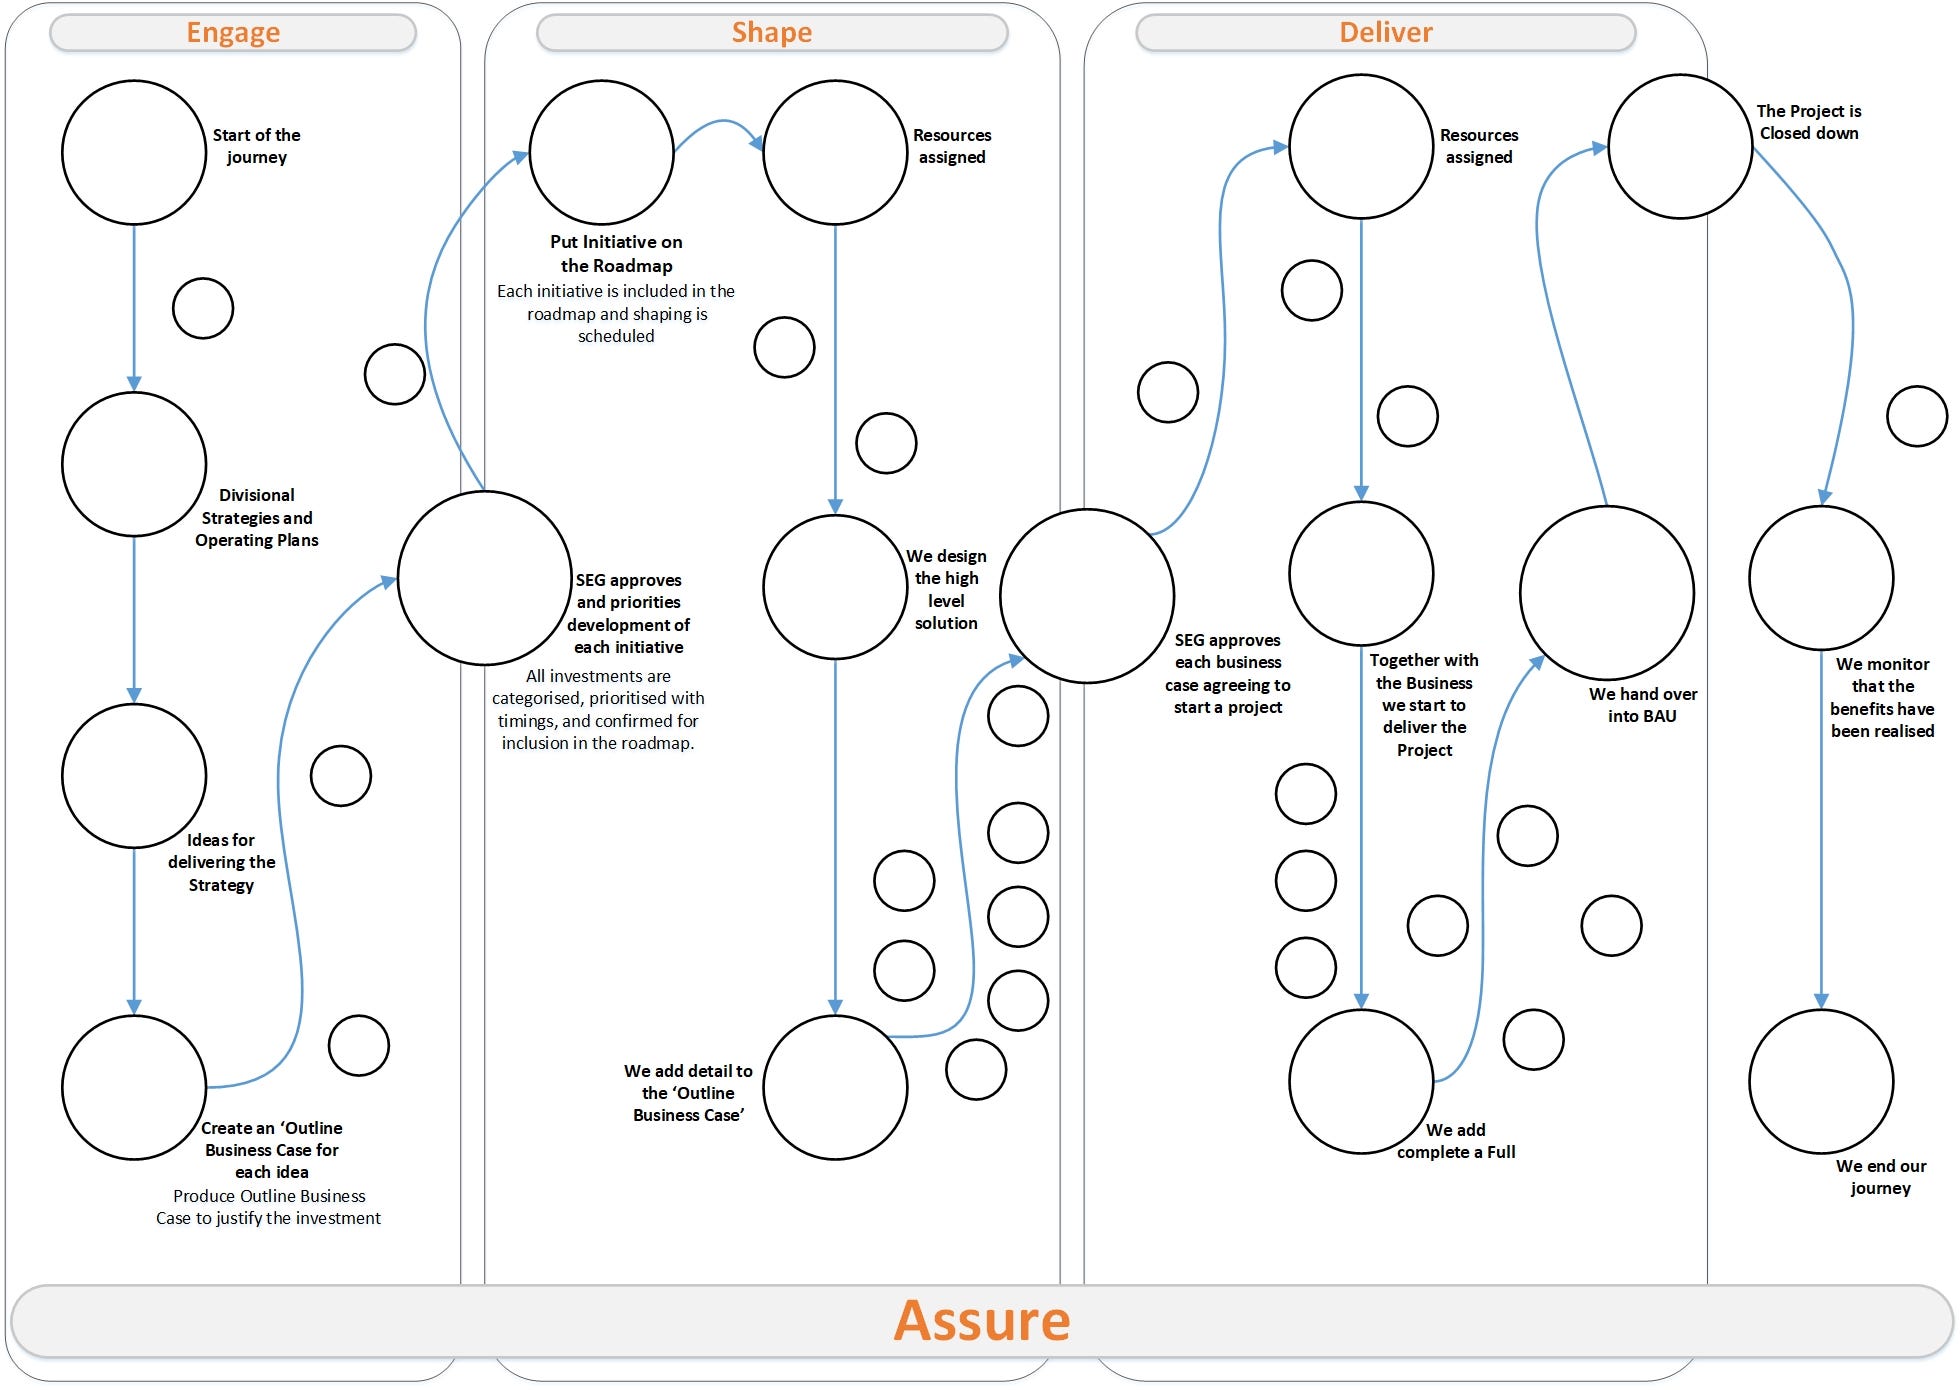 Engage
Start of the
journey
Divisional
Strategies and
Operating Plans
Ideas for
delivering the
Strategy
Create an ‘Outline
Business Case for
each idea
Produce Outline Business
Case to justify the investment
SEG approves
and priorities
development of
each initiative
All investments are
categorised, prioritised with
timings, and confirmed for
inclusion in the roadmap.
Shape
Put Initiative on
the Roadmap
Each initiative is included in the
roadmap and shaping is
scheduled
Resources
assigned
We design
the high
level
solution
We add detail to
the ‘Outline
Business Case’
SEG approves
each business
case agreeing to
start a project
Deliver
Resources
assigned
Together with
the Business
we start to
deliver the
Project
We add
complete a Full
We hand over
into BAU
The Project is
Closed down
We monitor
that the
benefits have
been realised
We end our
journey
Assure